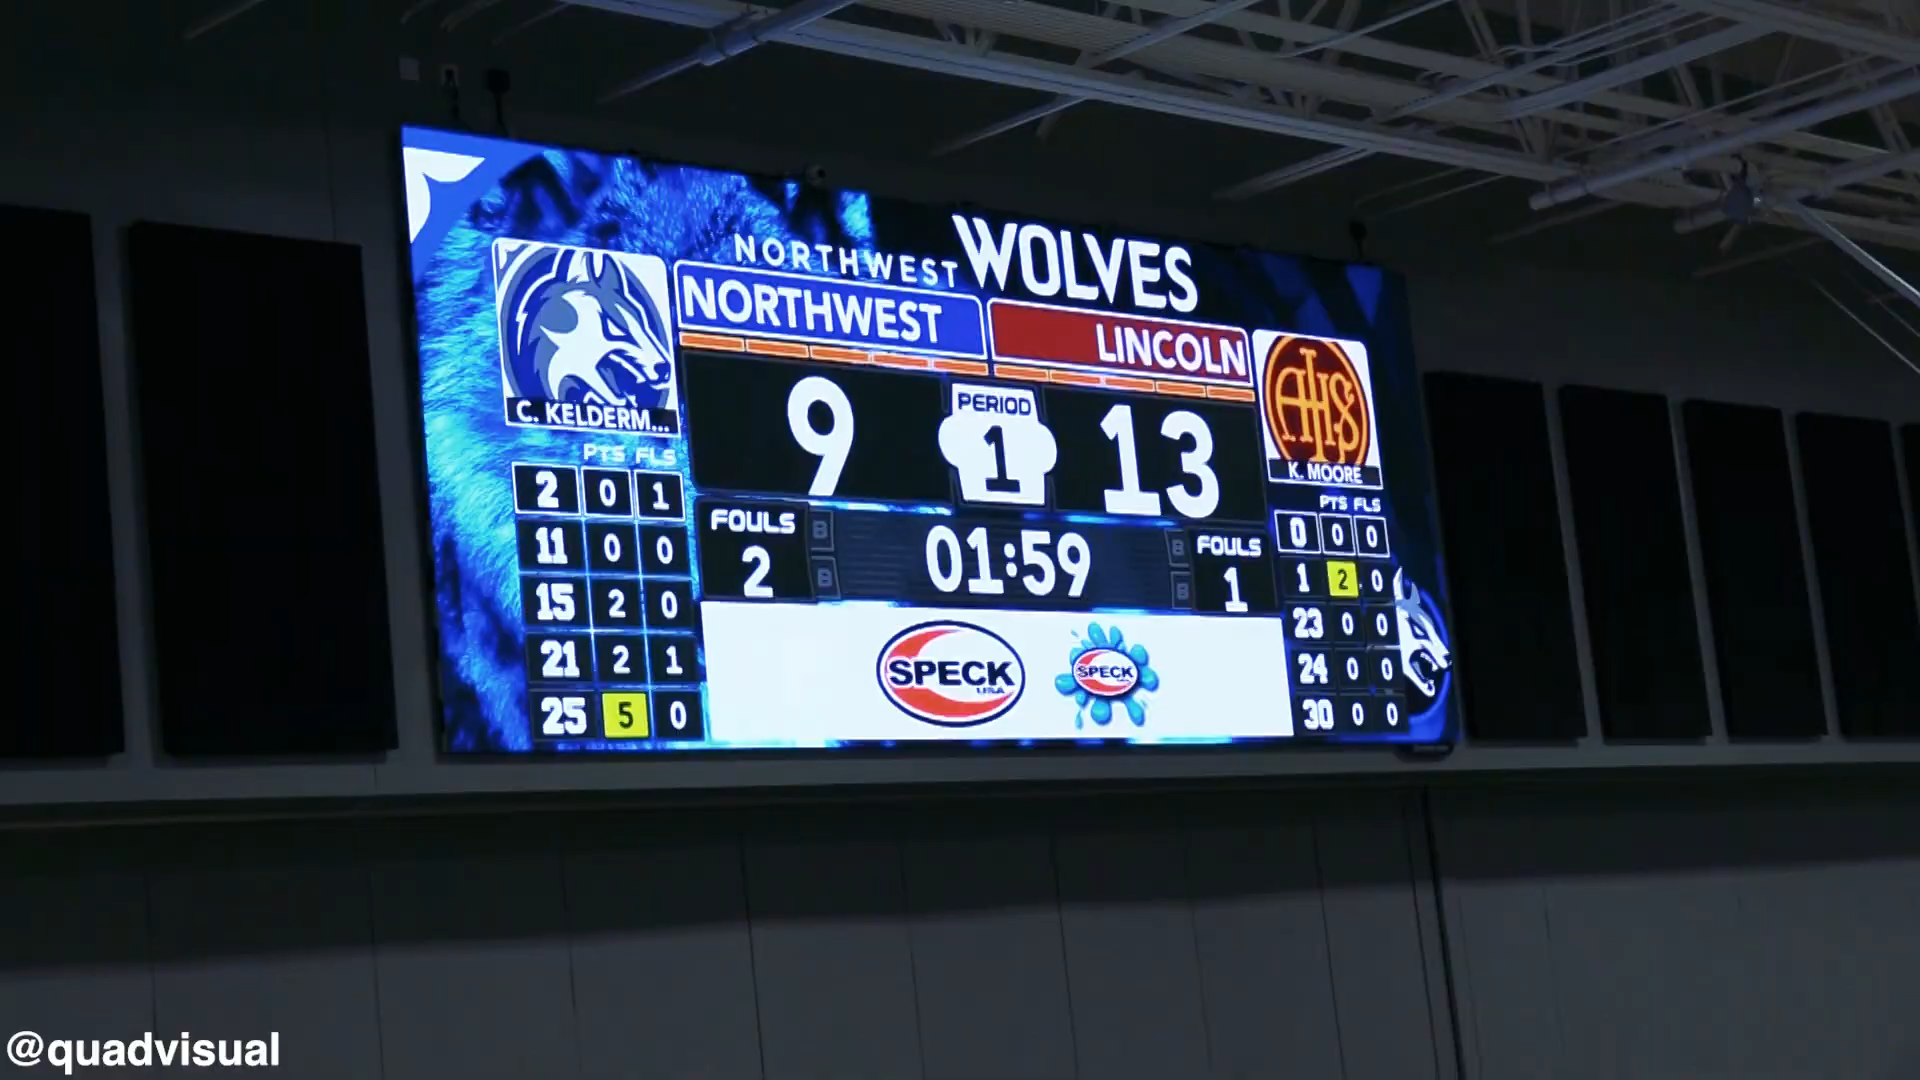 NORTHWEST WOLVES
NORTHWEST
LINCOLN
C. KELDERM...
9
PERIOD
1
13
AHS
K. MOORE
PTS FLS
2 0 1
11 0 0
15 2 0
21 2 1
25 5 0
FOULS
2
B
B
01:59
B
B
FOULS
1
PTS FLS
0 0 0
1 2 0
23 0 0
24 0 0
30 0 0
SPECK
USA
SPECK
@quadvisual